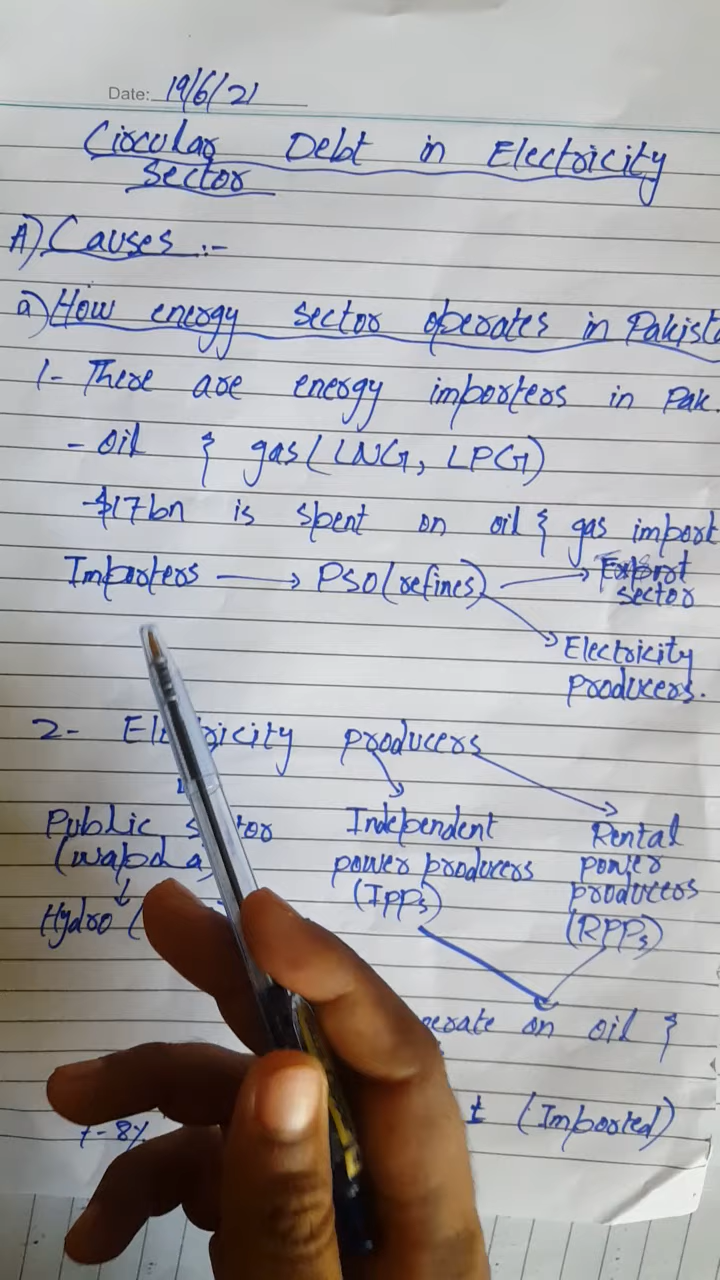 Date: 19/6/21
Circular Debt in Electricity
Sector
A) Causes :-
a) How energy sector operates in Pakista
1- There are energy importers in Pak.
- Oil & gas (LNG, LPG)
- $17bn is spent on oil & gas import
Importers → PSO (refines) → Export
sector
Electricity
producers.
2- Electricity producers
Public sector Independent Rental
(wapda) power producers power
(IPPs) producers
Hydro ( (RPPs)
on oil &
(Imported)
7-8%